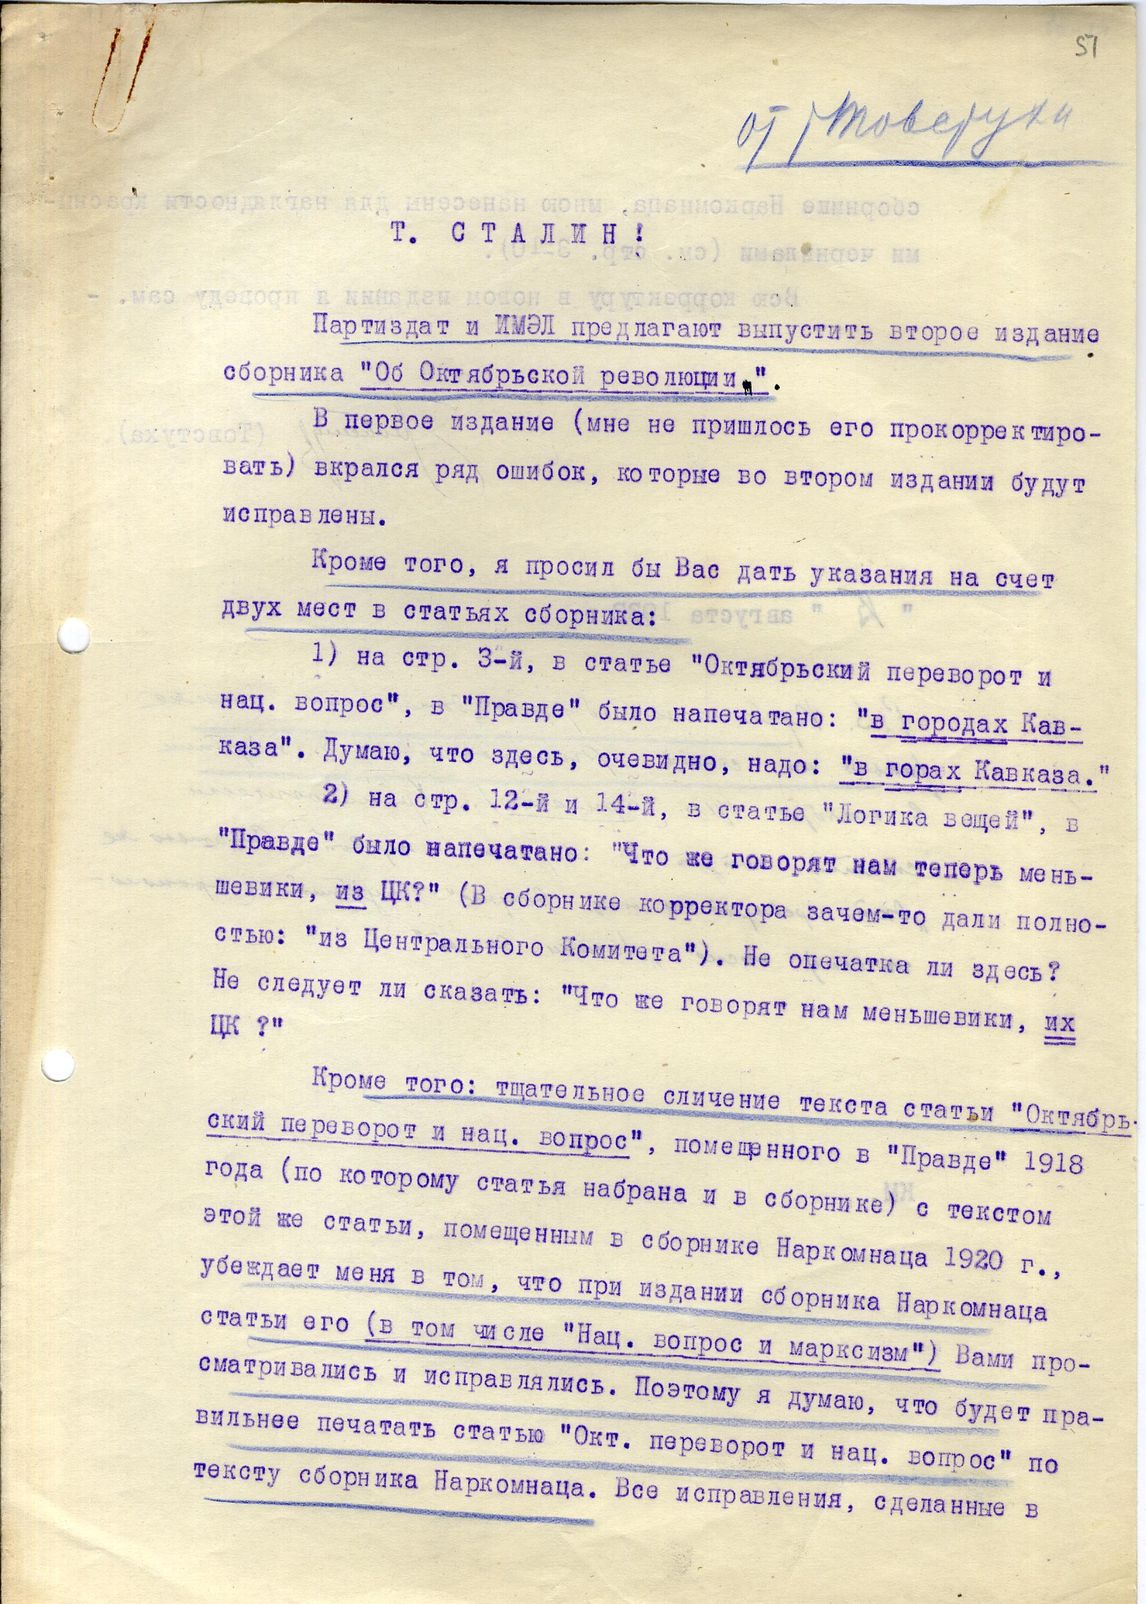 51
от т Товстухи
Т. СТАЛИН!
Партиздат и ИМЭЛ предлагают выпустить второе издание
сборника "Об Октябрьской революции,".
В первое издание (мне не пришлось его прокорректиро-
вать) вкрался ряд ошибок, которые во втором издании будут
исправлены.
Кроме того, я просил бы Вас дать указания на счет
двух мест в статьях сборника:
1) на стр. 3-й, в статье "Октябрьский переворот и
нац. вопрос", в "Правде" было напечатано: "в городах Кав-
каза". Думаю, что здесь, очевидно, надо: "в горах Кавказа."
2) на стр. 12-й и 14-й, в статье "Логика вещей", в
"Правде" было напечатано: "Что же говорят нам теперь мень-
шевики, из ЦК?" (В сборнике корректора зачем-то дали полно-
стью: "из Центрального Комитета"). Не опечатка ли здесь?
Не следует ли сказать: "Что же говорят нам меньшевики, их
ЦК ?"
Кроме того: тщательное сличение текста статьи "Октябрь-
ский переворот и нац. вопрос", помещенного в "Правде" 1918
года (по которому статья набрана и в сборнике) с текстом
этой же статьи, помещенным в сборнике Наркомнаца 1920 г.,
убеждает меня в том, что при издании сборника Наркомнаца
статьи его (в том числе "Нац. вопрос и марксизм") Вами про-
сматривались и исправлялись. Поэтому я думаю, что будет пра-
вильнее печатать статью "Окт. переворот и нац. вопрос" по
тексту сборника Наркомнаца. Все исправления, сделанные в